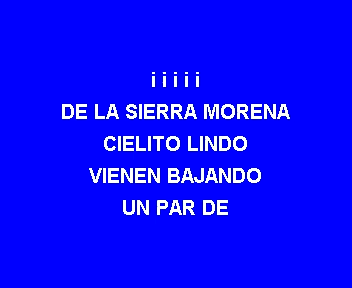 i i i i i
DE LA SIERRA MORENA
CIELITO LINDO
VIENEN BAJANDO
UN PAR DE